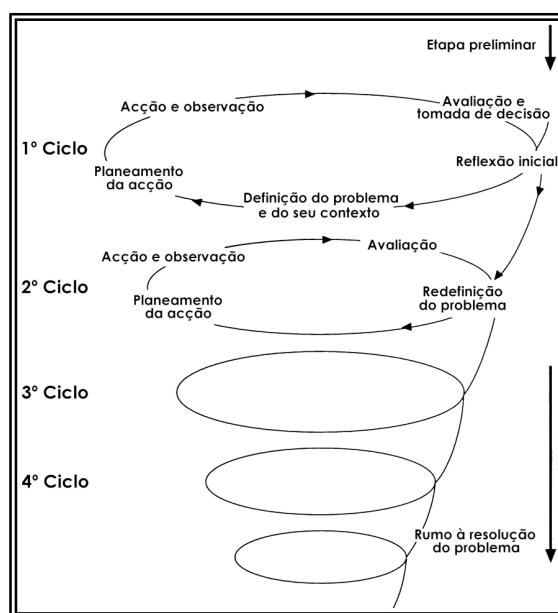 Etapa preliminar
Acção e observação
Avaliação e
tomada de decisão
1º Ciclo
Reflexão inicial
Planeamento
da acção
Definição do problema
e do seu contexto
Acção e observação
Avaliação
2º Ciclo
Planeamento
da acção
Redefinição
do problema
3º Ciclo
4º Ciclo
Rumo à resolução
do problema